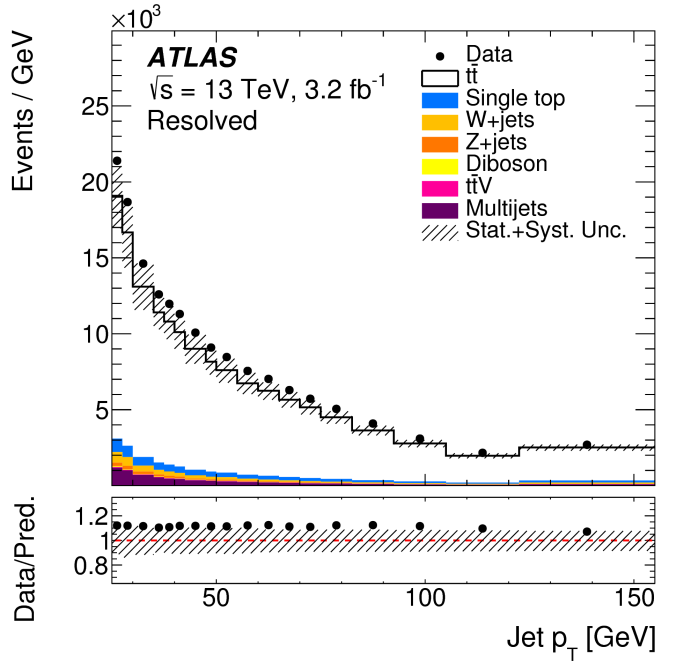 ×10³
Events / GeV
25
20
15
10
5
ATLAS
√s = 13 TeV, 3.2 fb⁻¹
Resolved
Data
tt̄
Single top
W+jets
Z+jets
Diboson
tt̄V
Multijets
Stat.+Syst. Unc.
Data/Pred.
1.2
1
0.8
50
100
150
Jet p_T [GeV]